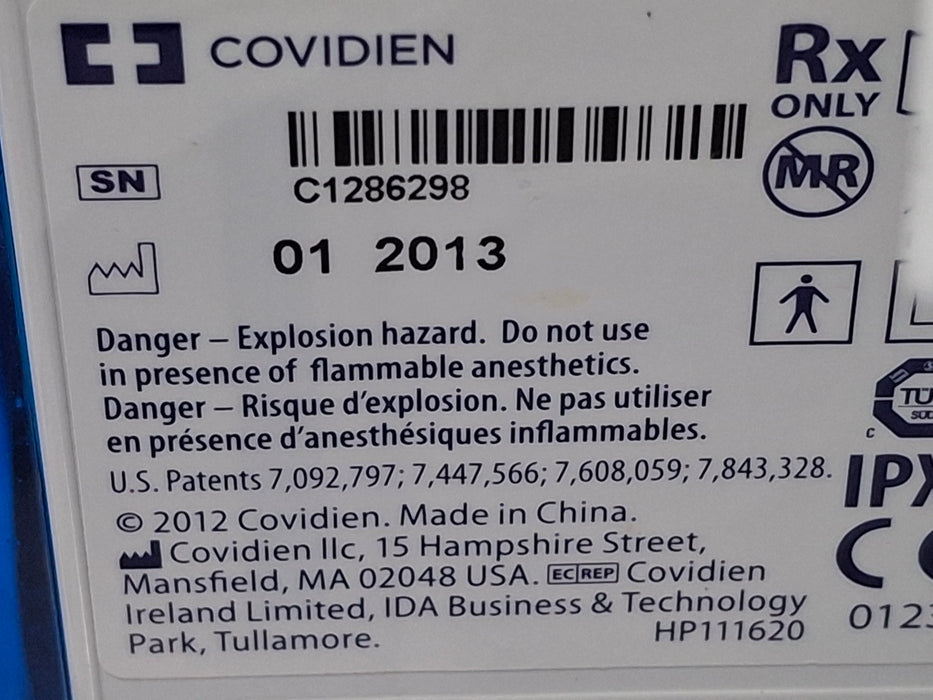 COVIDIEN
Rx
ONLY
SN
C1286298
MR
01 2013
Danger – Explosion hazard. Do not use
in presence of flammable anesthetics.
Danger – Risque d'explosion. Ne pas utiliser
en présence d'anesthésiques inflammables.
U.S. Patents 7,092,797; 7,447,566; 7,608,059; 7,843,328.
© 2012 Covidien. Made in China.
Covidien llc, 15 Hampshire Street,
Mansfield, MA 02048 USA. EC REP Covidien
Ireland Limited, IDA Business & Technology
Park, Tullamore.
HP111620
c
IPX
CE